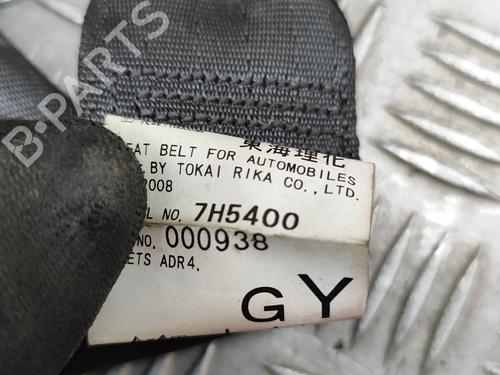 東海理化
EAT BELT FOR AUTOMOBILES
BY TOKAI RIKA CO.,LTD.
2008
EL NO. 7H5400
NO. 000938
ETS ADR4.
GY
B-PARTS